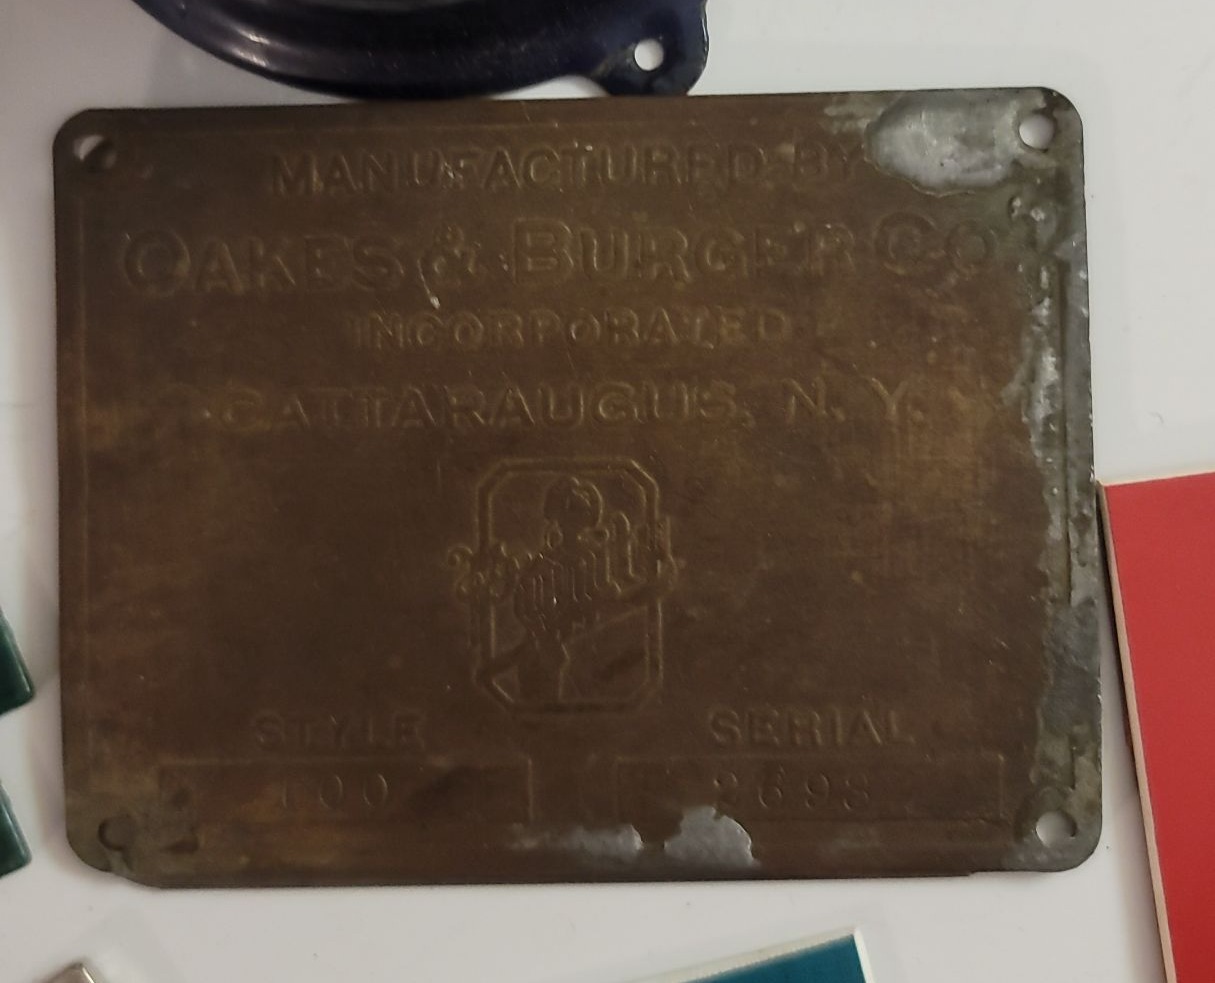 MANUFACTURED BY
OAKES & BURGER CO
INCORPORATED
CATTARAUGUS, N. Y.
STYLE SERIAL
100 2698